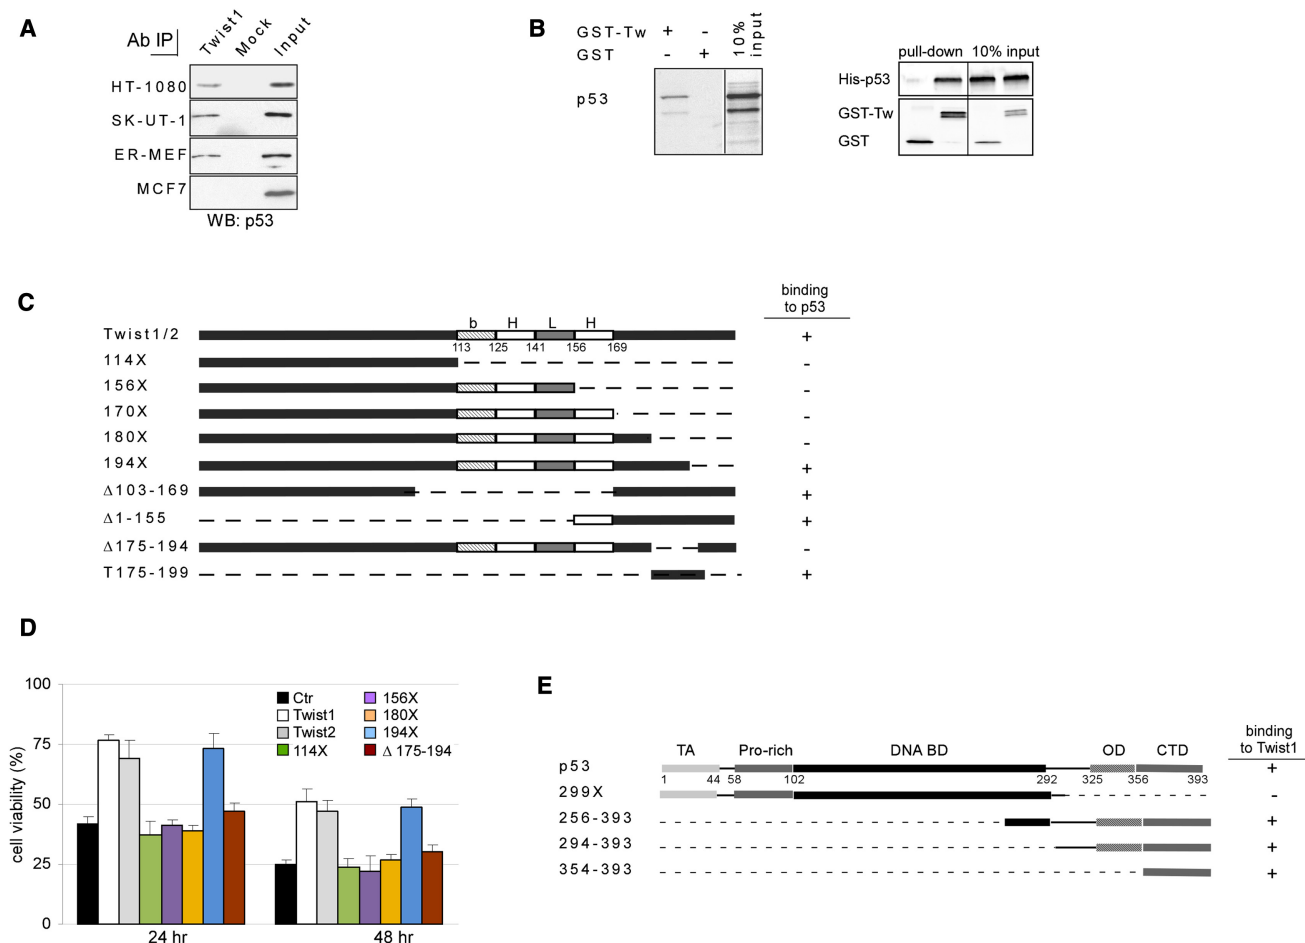 A
Ab IP
Twist1
Mock
Input
HT-1080
SK-UT-1
ER-MEF
MCF7
WB: p53
B
GST-Tw + -
GST - +
10% input
p53
pull-down 10% input
His-p53
GST-Tw
GST
C
binding
to p53
b H L H
Twist1/2 +
113 125 141 156 169
114X -
156X -
170X -
180X -
194X +
Δ103-169 +
Δ1-155 +
Δ175-194 -
T175-199 +
D
cell viability (%)
100
75
50
25
0
Ctr
Twist1
Twist2
114X
156X
180X
194X
Δ 175-194
24 hr
48 hr
E
binding
to Twist1
TA Pro-rich DNA BD OD CTD
p53 +
1 44 58 102 292 325 356 393
299X -
256-393 +
294-393 +
354-393 +